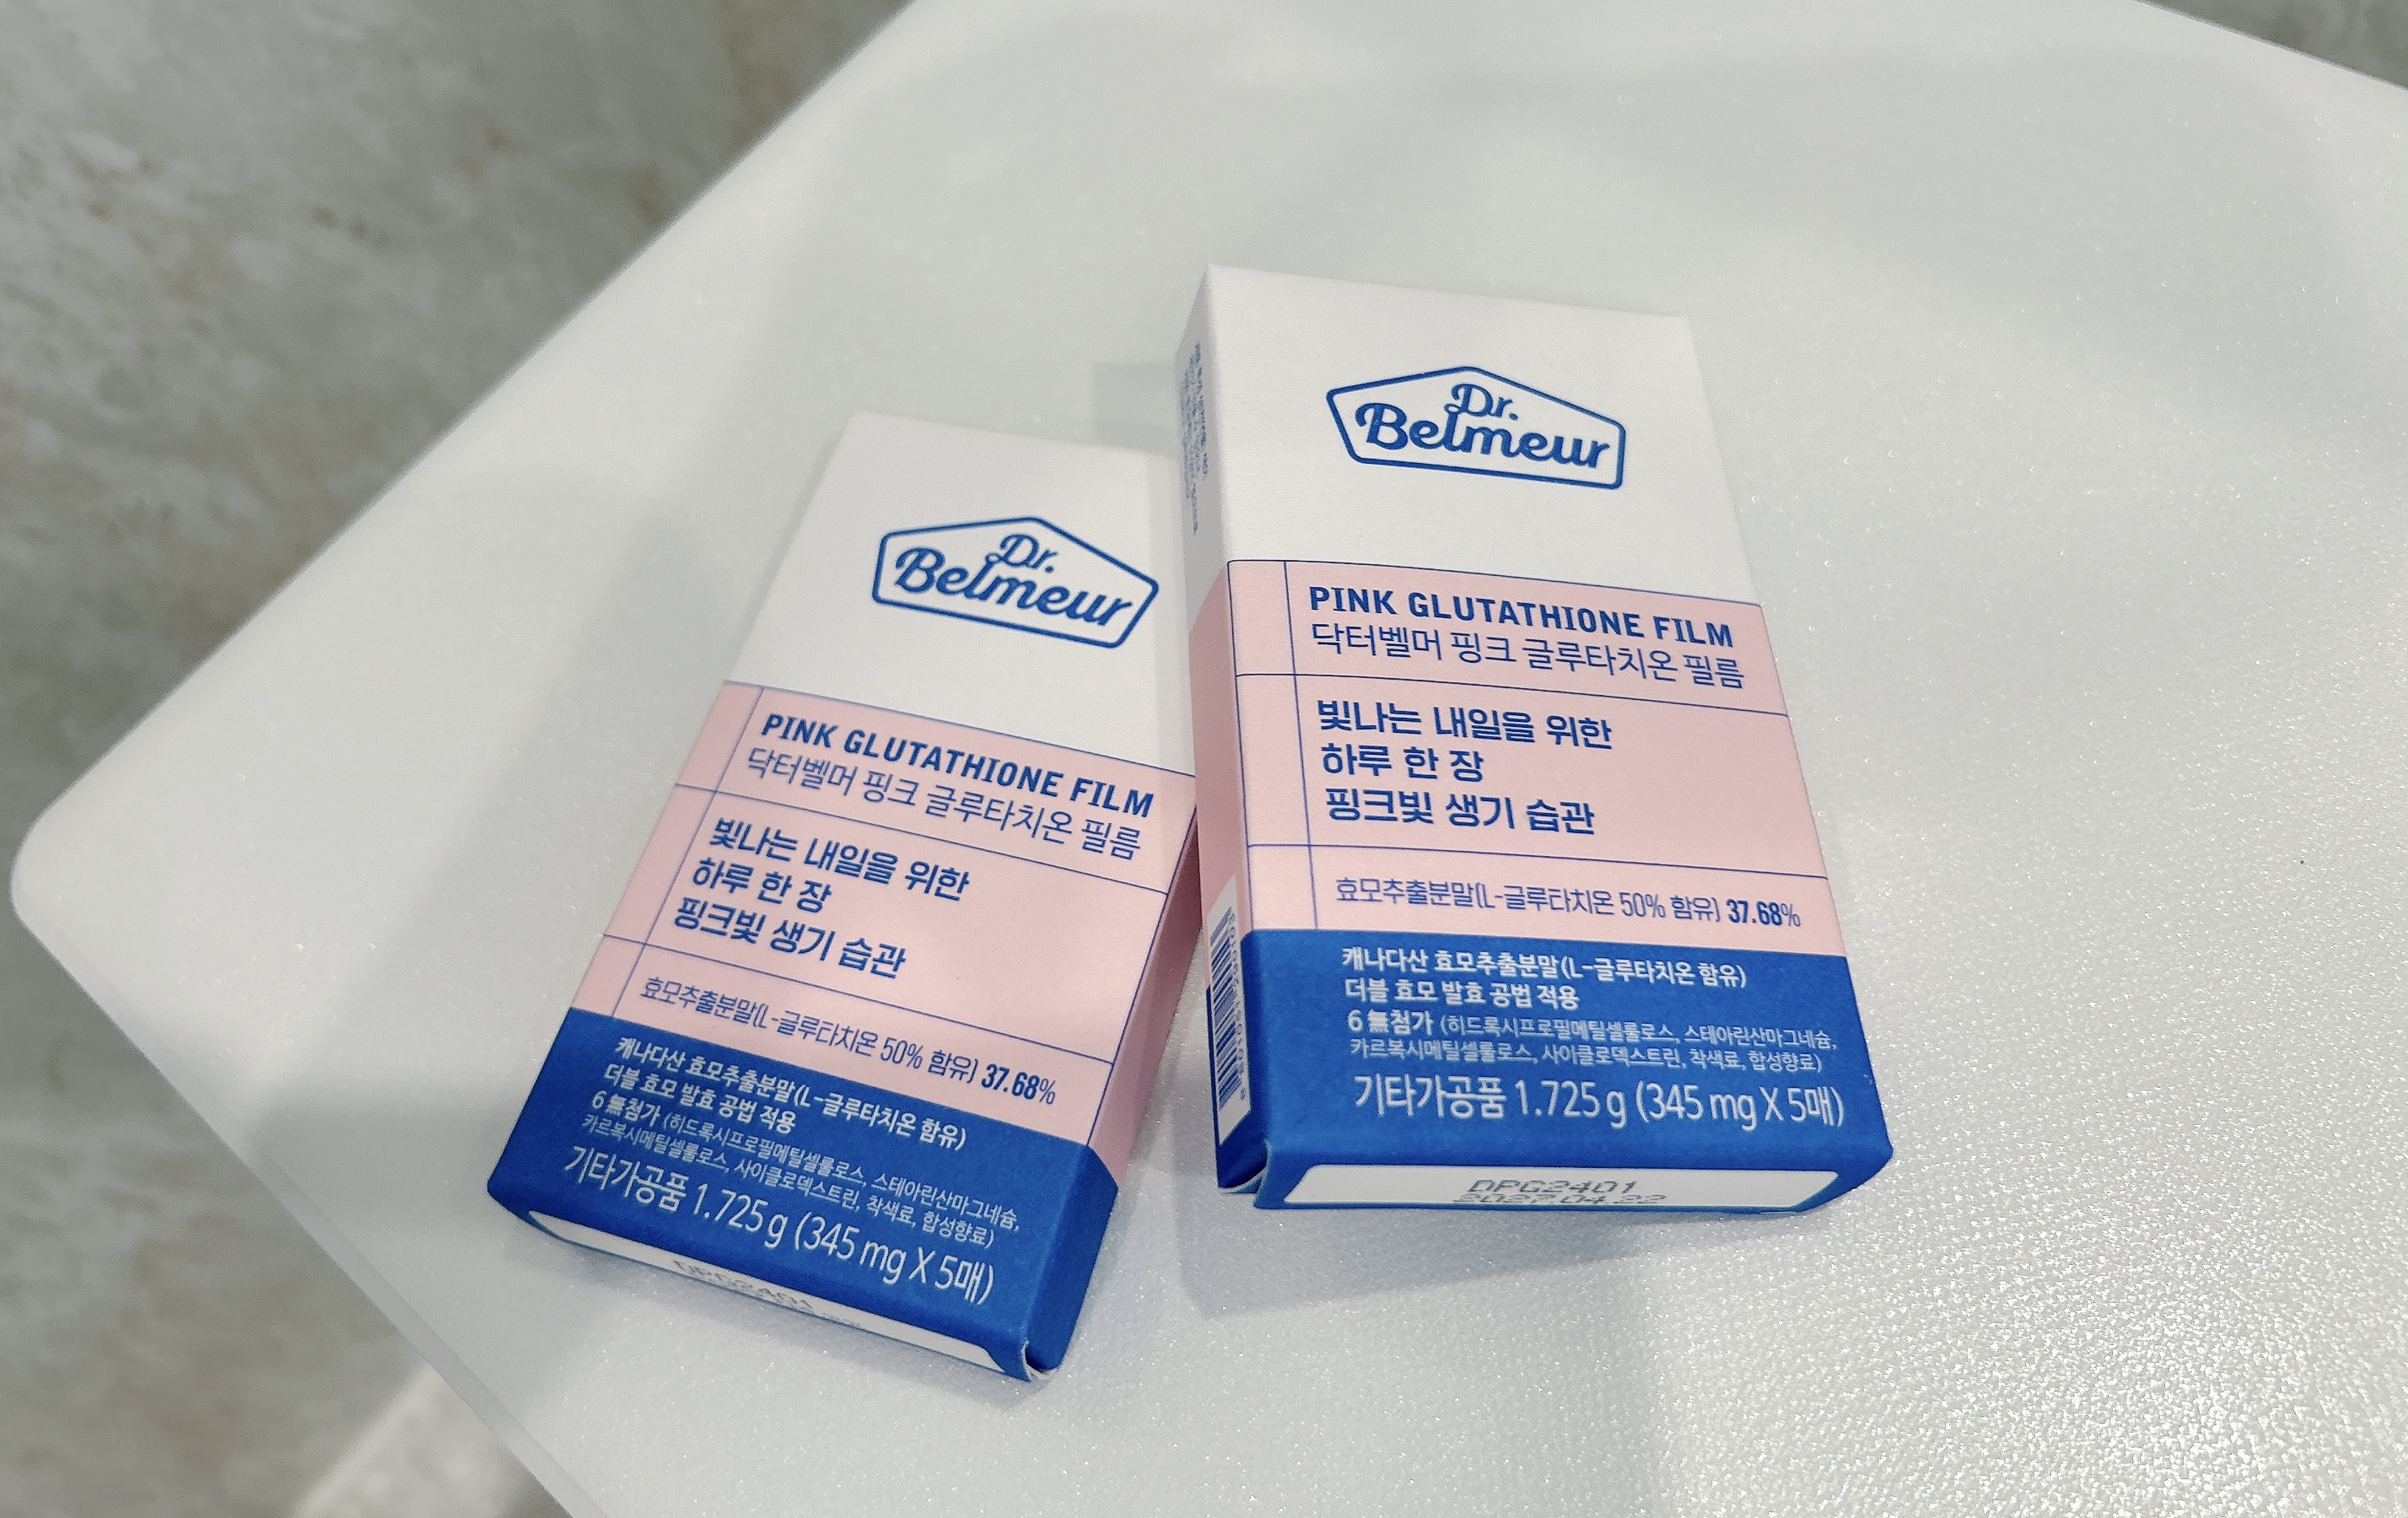 Dr.
Belmeur
PINK GLUTATHIONE FILM
닥터벨머 핑크 글루타치온 필름
빛나는 내일을 위한
하루 한 장
핑크빛 생기 습관
효모추출분말(L-글루타치온 50% 함유) 37.68%
캐나다산 효모추출분말(L-글루타치온 함유)
더블 효모 발효 공법 적용
6 無첨가 (히드록시프로필메틸셀룰로스, 스테아린산마그네슘,
카르복시메틸셀룰로스, 사이클로덱스트린, 착색료, 합성향료)
기타가공품 1.725 g (345 mg X 5매)
DPG2401
Dr.
Belmeur
PINK GLUTATHIONE FILM
닥터벨머 핑크 글루타치온 필름
빛나는 내일을 위한
하루 한 장
핑크빛 생기 습관
효모추출분말(L-글루타치온 50% 함유) 37.68%
캐나다산 효모추출분말(L-글루타치온 함유)
더블 효모 발효 공법 적용
6 無첨가 (히드록시프로필메틸셀룰로스, 스테아린산마그네슘,
카르복시메틸셀룰로스, 사이클로덱스트린, 착색료, 합성향료)
기타가공품 1.725 g (345 mg X 5매)
DPG2401